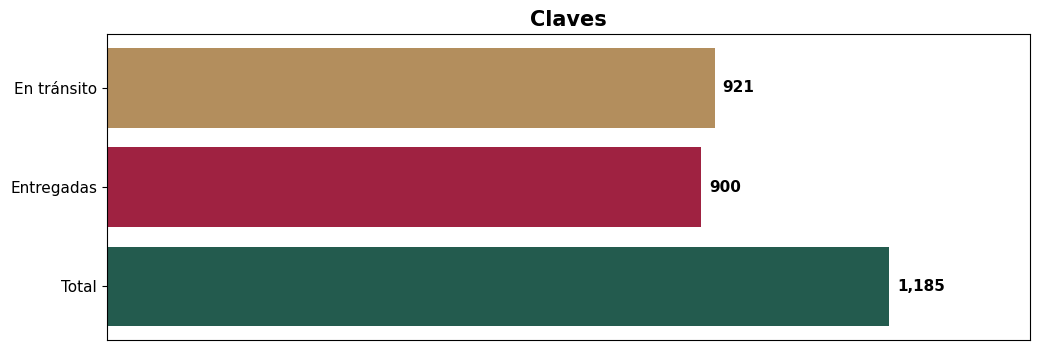 Claves
En tránsito 921
Entregadas 900
Total 1,185